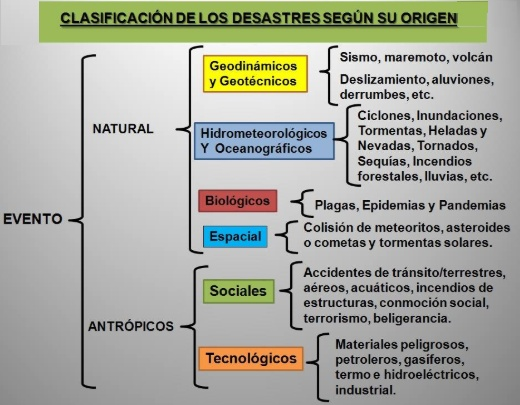 CLASIFICACIÓN DE LOS DESASTRES SEGÚN SU ORIGEN
EVENTO
NATURAL
Geodinámicos
y Geotécnicos
Sismo, maremoto, volcán
Deslizamiento, aluviones,
derrumbes, etc.
Hidrometeorológicos
Y Oceanográficos
Ciclones, Inundaciones,
Tormentas, Heladas y
Nevadas, Tornados,
Sequías, Incendios
forestales, lluvias, etc.
Biológicos
Plagas, Epidemias y Pandemias
Espacial
Colisión de meteoritos, asteroides
o cometas y tormentas solares.
ANTRÓPICOS
Sociales
Accidentes de tránsito/terrestres,
aéreos, acuáticos, incendios de
estructuras, conmoción social,
terrorismo, beligerancia.
Tecnológicos
Materiales peligrosos,
petroleros, gasíferos,
termo e hidroeléctricos,
industrial.